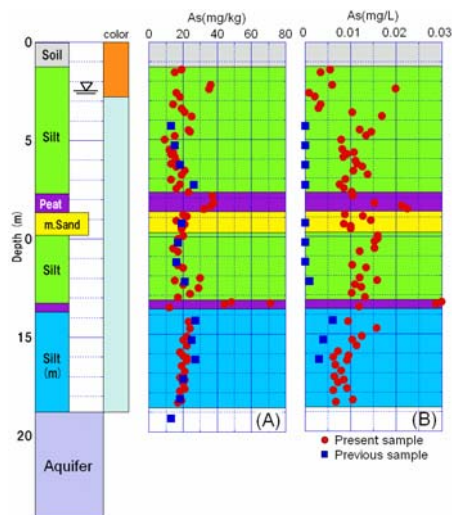 color
As(mg/kg)
As(mg/L)
0 20 40 60 80
0 0.01 0.02 0.03
0
5
0
15
20
Depth (m)
Soil
Silt
Peat
m.Sand
Silt
Silt
(m)
Aquifer
(A)
(B)
Present sample
Previous sample